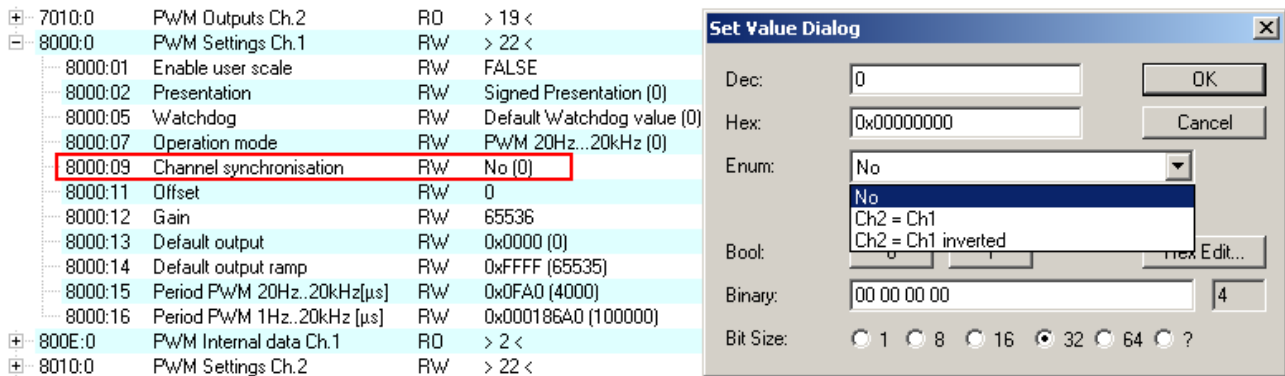 7010:0 PWM Outputs Ch.2 RO > 19 <
8000:0 PWM Settings Ch.1 RW > 22 <
8000:01 Enable user scale RW FALSE
8000:02 Presentation RW Signed Presentation (0)
8000:05 Watchdog RW Default Watchdog value (0)
8000:07 Operation mode RW PWM 20Hz...20kHz (0)
8000:09 Channel synchronisation RW No (0)
8000:11 Offset RW 0
8000:12 Gain RW 65536
8000:13 Default output RW 0x0000 (0)
8000:14 Default output ramp RW 0xFFFF (65535)
8000:15 Period PWM 20Hz..20kHz[µs] RW 0x0FA0 (4000)
8000:16 Period PWM 1Hz..20kHz [µs] RW 0x000186A0 (100000)
800E:0 PWM Internal data Ch.1 RO > 2 <
8010:0 PWM Settings Ch.2 RW > 22 <
Set Value Dialog
Dec: 0 OK
Hex: 0x00000000 Cancel
Enum: No
No
Ch2 = Ch1
Ch2 = Ch1 inverted
Bool: Hex Edit...
Binary: 00 00 00 00 4
Bit Size: 1 8 16 32 64 ?